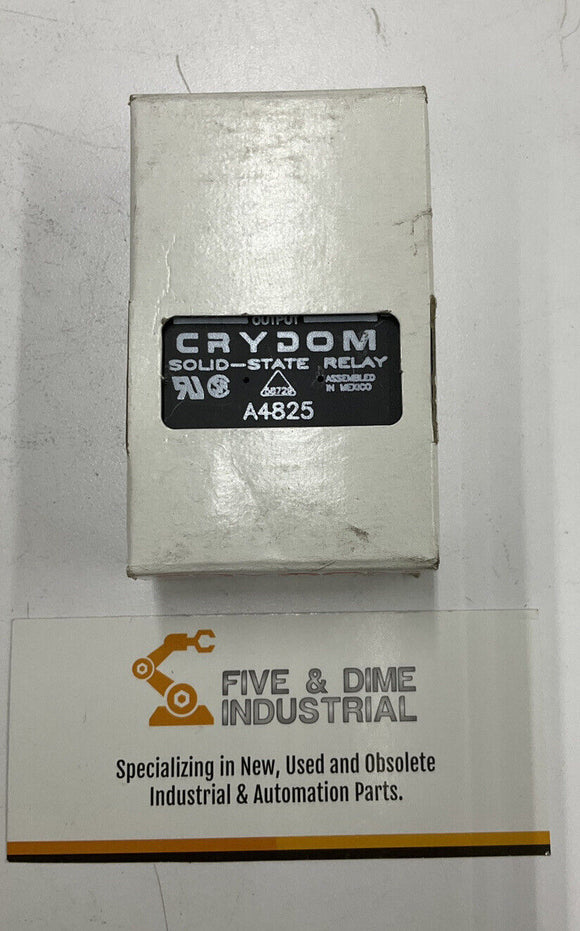 OUTPUT
CRYDOM
SOLID-STATE RELAY
ASSEMBLED
IN MEXICO
A4825
FIVE & DIME
INDUSTRIAL
Specializing in New, Used and Obsolete
Industrial & Automation Parts.